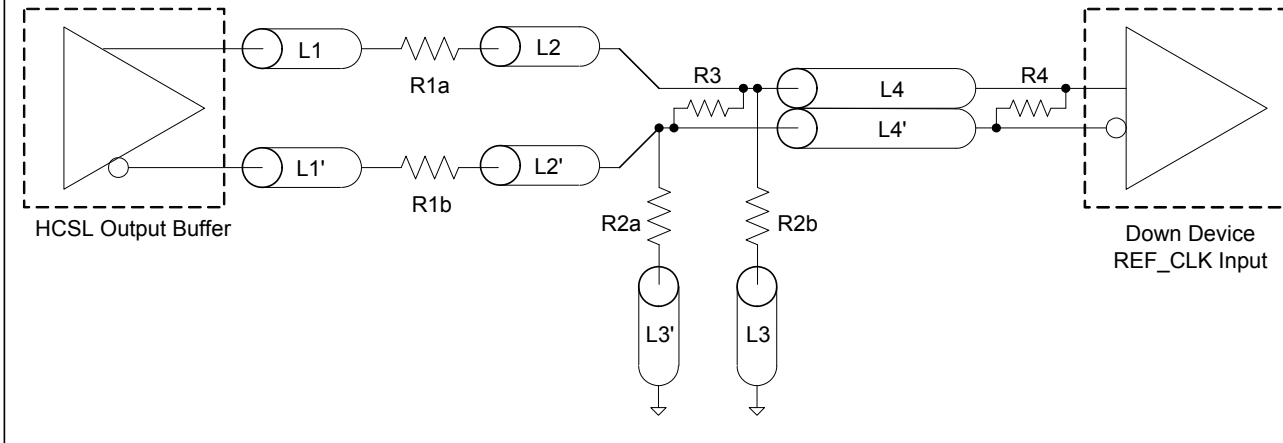 L1
R1a
L2
R3
L4
R4
L1'
R1b
L2'
L4'
HCSL Output Buffer
R2a
R2b
Down Device
REF_CLK Input
L3'
L3